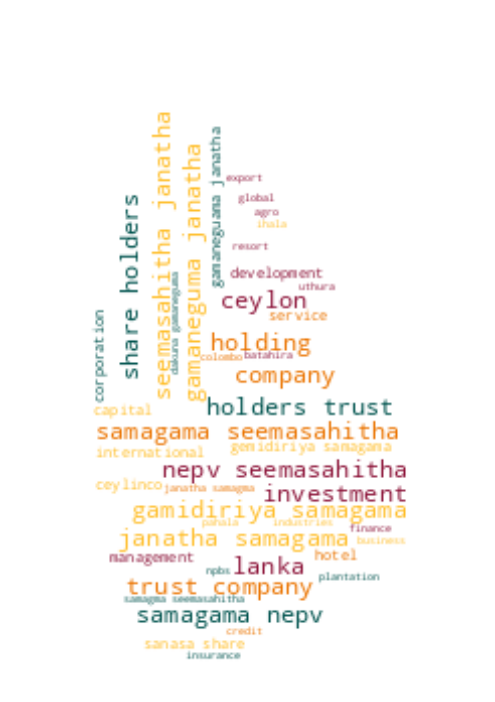 seemasahitha janatha
gamaneguma janatha
gamaneguama janatha
share holders
dakuna gamaneguma
corporation
export
global
agro
ihala
resort
development
uthura
ceylon
service
holding
colombo
batahira
company
holders trust
capital
samagama seemasahitha
gemidiriya samagama
international
nepv seemasahitha
ceylinco
janatha samagma
investment
gamidiriya samagama
pahala
industries
finance
janatha samagama
business
management
hotel
lanka
npbs
plantation
trust company
samagma seemasahitha
samagama nepv
credit
sanasa share
insurance